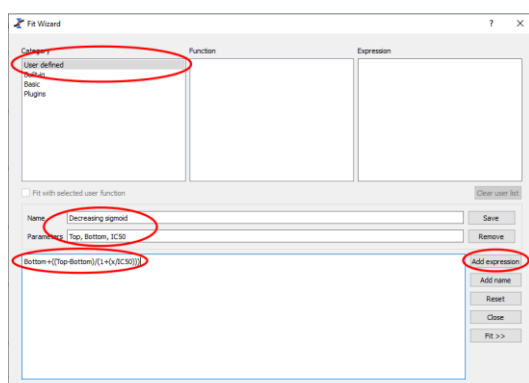 Fit Wizard
? ×
Category Function Expression
User defined
Built-in
Basic
Plugins
Fit with selected user function Clear user list
Name Decreasing sigmoid Save
Parameters Top, Bottom, IC50 Remove
Bottom+((Top-Bottom)/(1+(x/IC50))) Add expression
Add name
Reset
Close
Fit >>